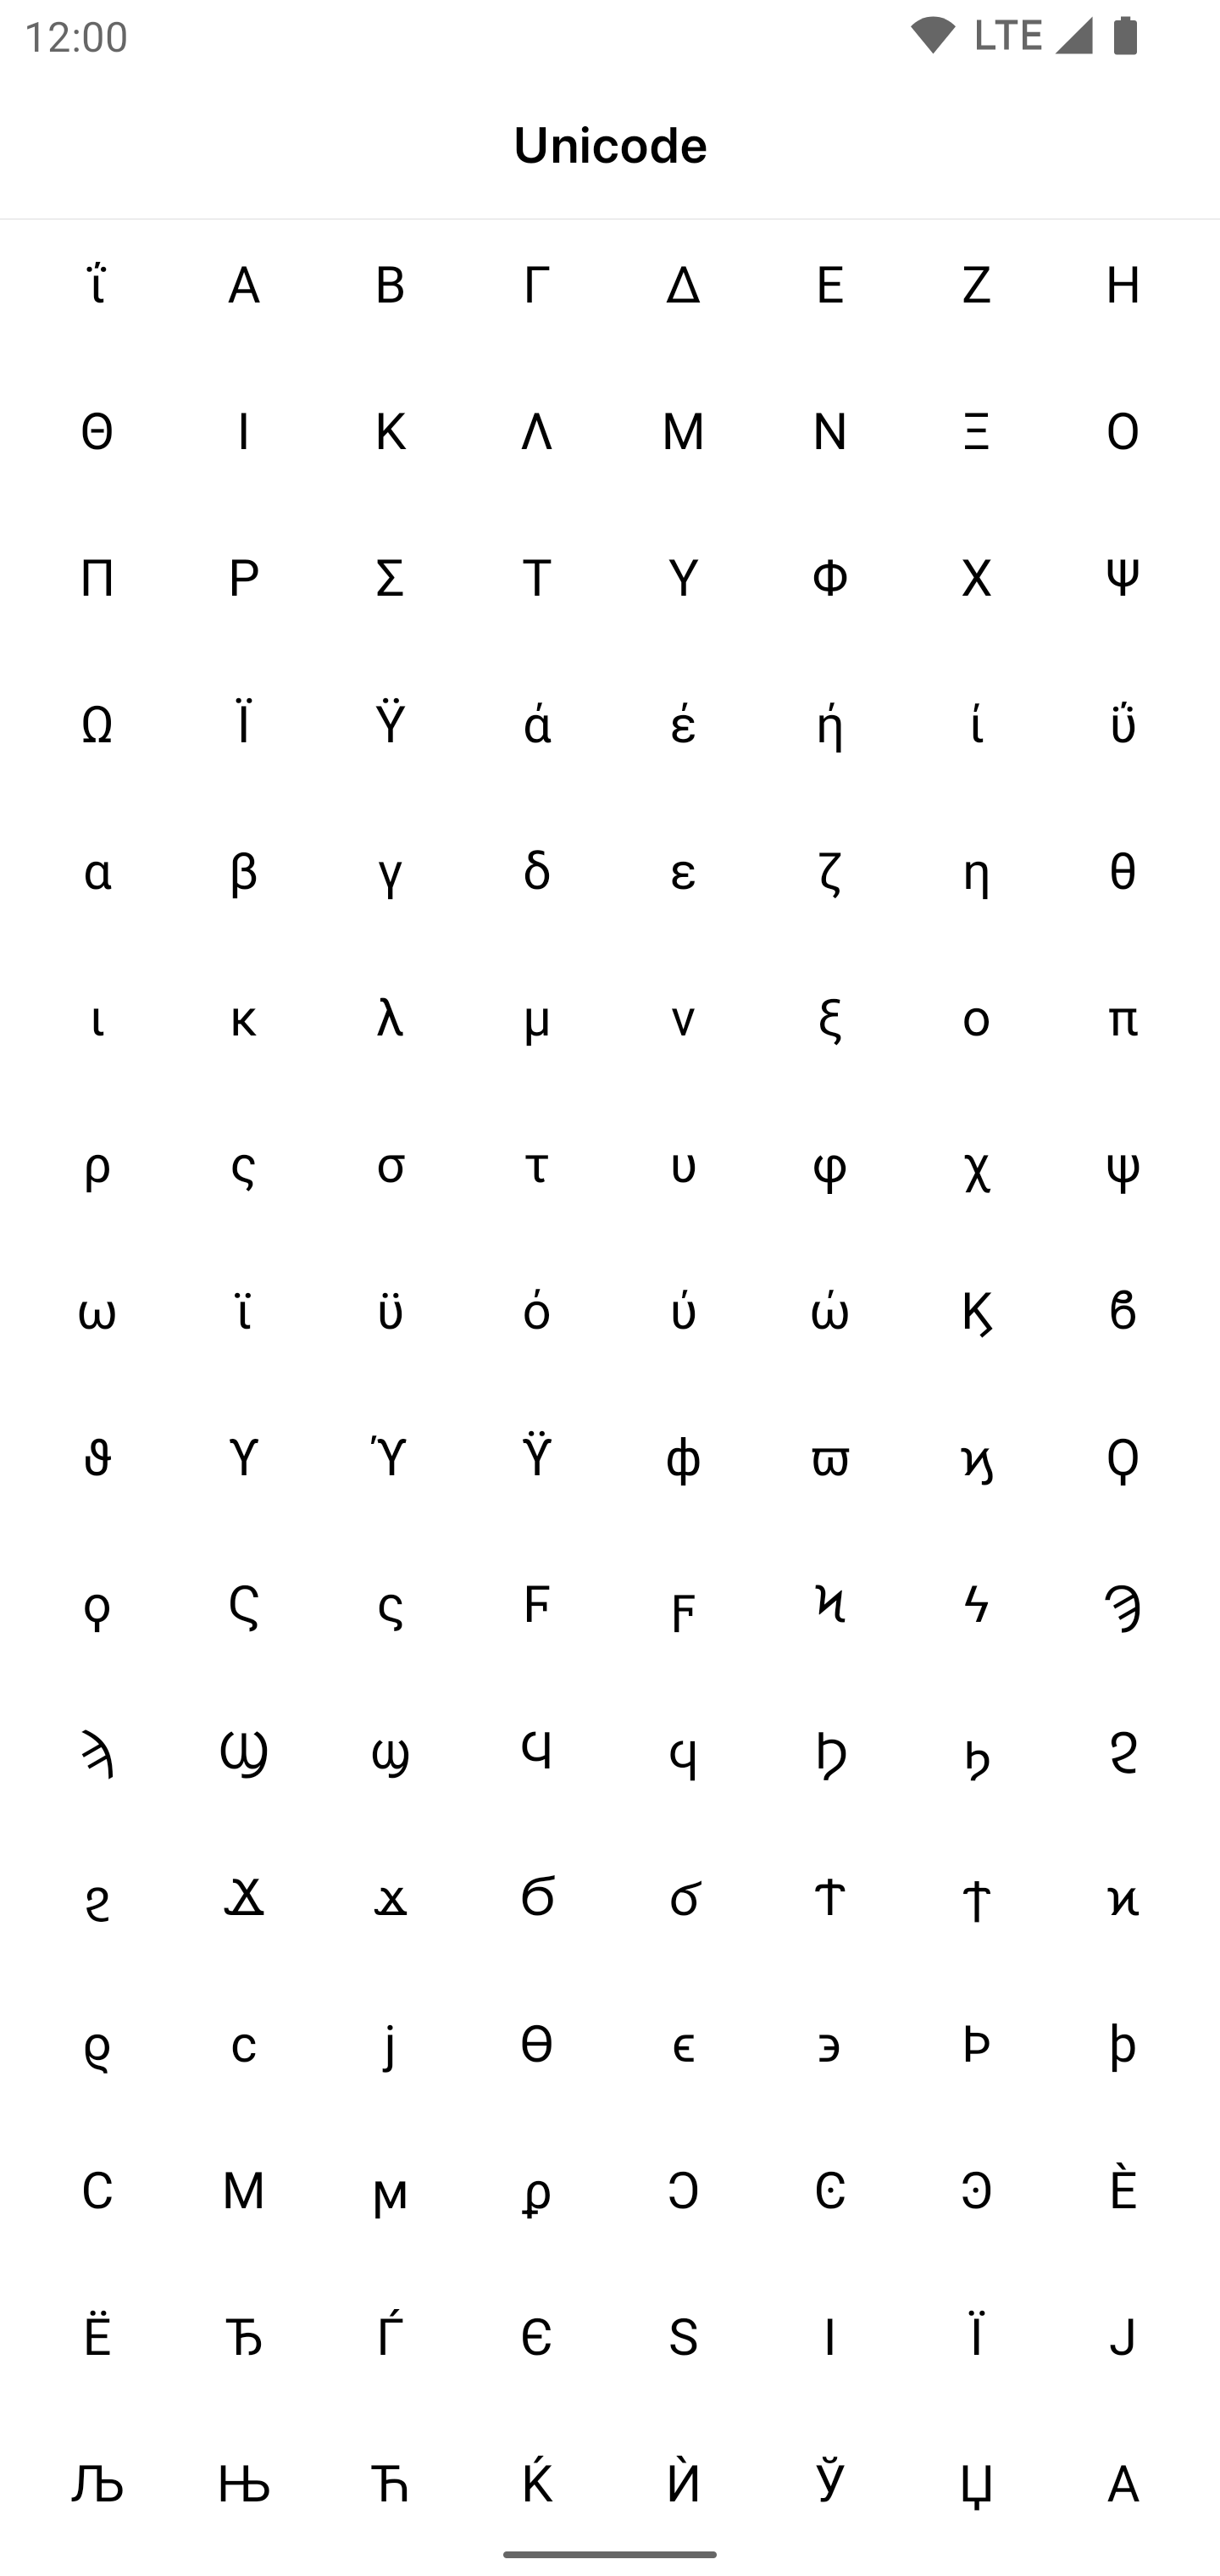 12:00 LTE
Unicode
ΐ Α Β Γ Δ Ε Ζ Η
Θ Ι Κ Λ Μ Ν Ξ Ο
Π Ρ Σ Τ Υ Φ Χ Ψ
Ω Ϊ Ϋ ά έ ή ί ΰ
α β γ δ ε ζ η θ
ι κ λ μ ν ξ ο π
ρ ς σ τ υ φ χ ψ
ω ϊ ϋ ό ύ ώ Ϗ ϐ
ϑ ϒ ϓ ϔ ϕ ϖ ϗ Ϙ
ϙ Ϛ ϛ Ϝ ϝ Ϟ ϟ Ϡ
ϡ Ϣ ϣ Ϥ ϥ Ϧ ϧ Ϩ
ϩ Ϫ ϫ Ϭ ϭ Ϯ ϯ ϰ
ϱ ϲ ϳ ϴ ϵ ϶ Ϸ ϸ
Ϲ Ϻ ϻ ϼ Ͻ Ͼ Ͽ Ѐ
Ё Ђ Ѓ Є Ѕ І Ї Ј
Љ Њ Ћ Ќ Ѝ Ў Џ А